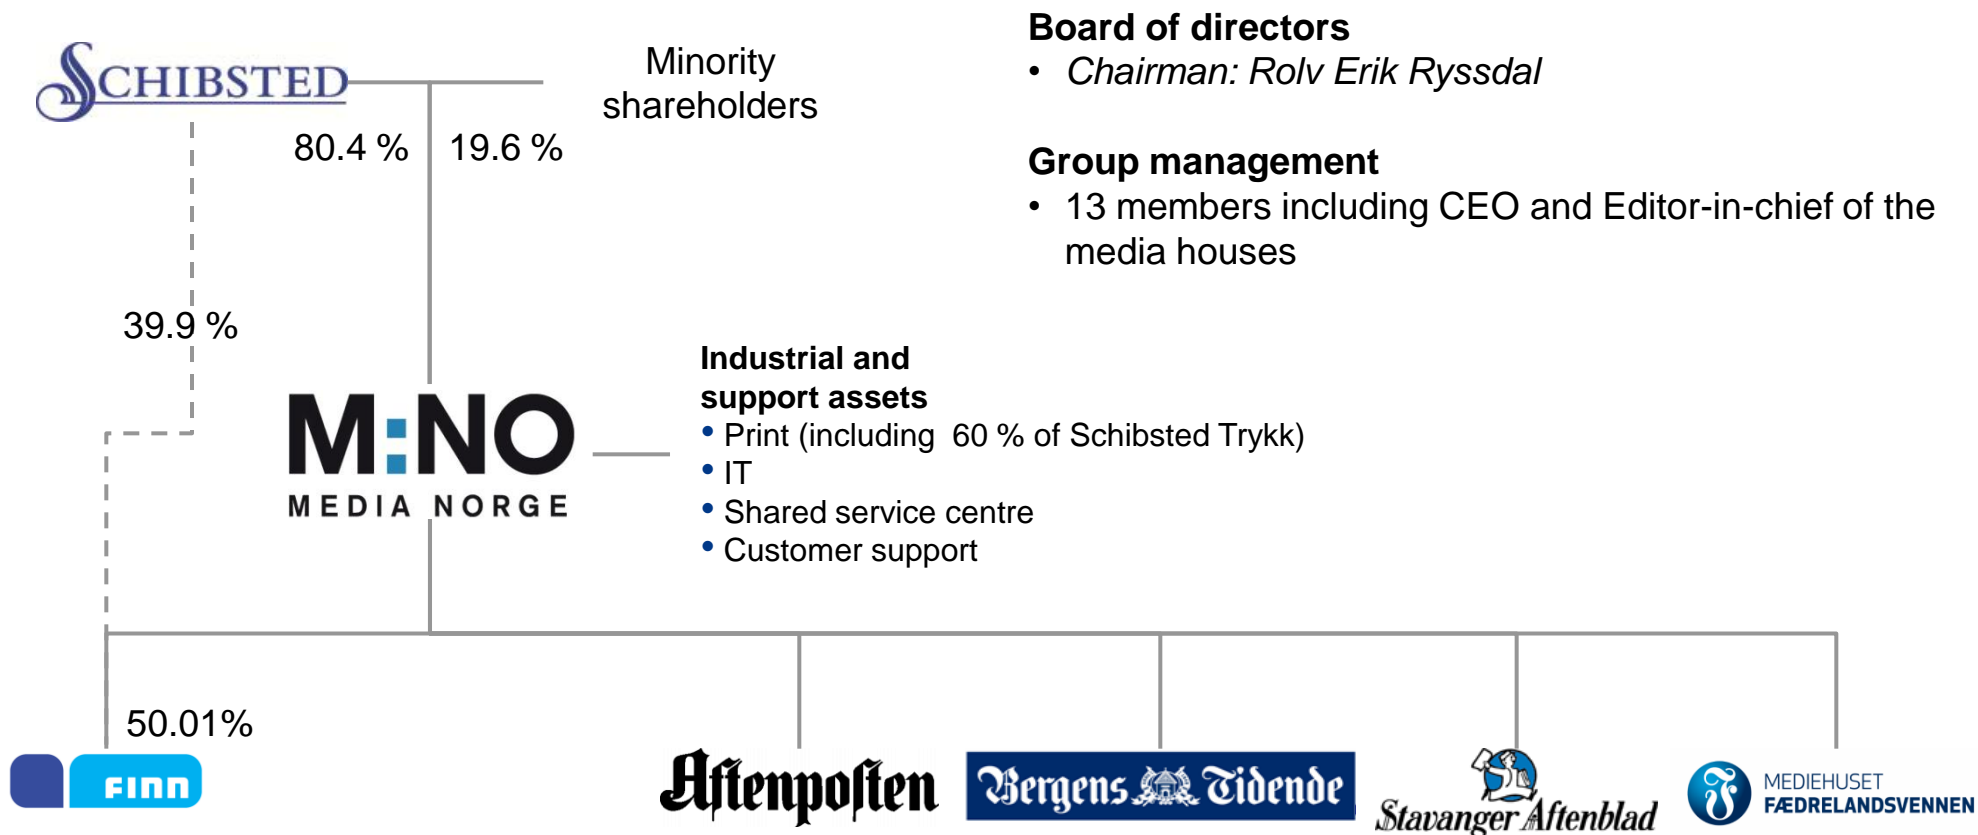 SCHIBSTED
Minority
shareholders
80.4 %
19.6 %
Board of directors
• Chairman: Rolv Erik Ryssdal
Group management
• 13 members including CEO and Editor-in-chief of the
media houses
39.9 %
M:NO
MEDIA NORGE
Industrial and
support assets
• Print (including 60 % of Schibsted Trykk)
• IT
• Shared service centre
• Customer support
50.01%
FINN
Aftenposten
Bergens Tidende
Stavanger Aftenblad
MEDIEHUSET
FÆDRELANDSVENNEN